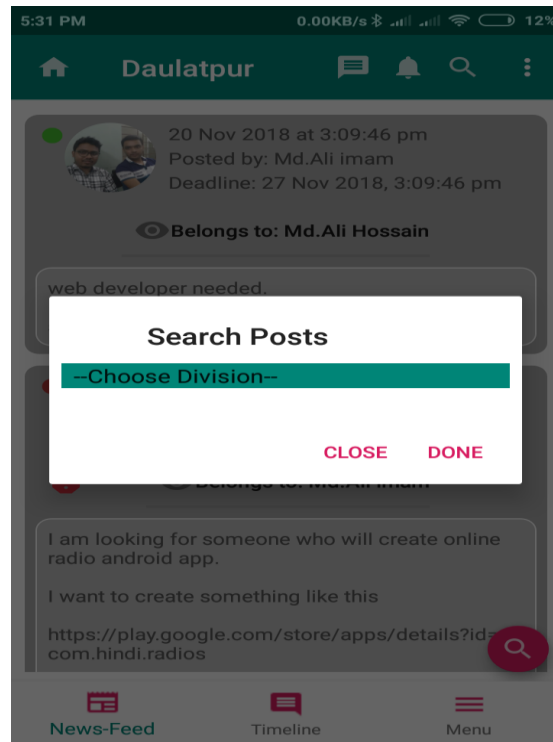 5:31 PM 0.00KB/s 12%
Daulatpur
20 Nov 2018 at 3:09:46 pm
Posted by: Md.Ali imam
Deadline: 27 Nov 2018, 3:09:46 pm
Belongs to: Md.Ali Hossain
web developer needed.
Search Posts
--Choose Division--
CLOSE DONE
Belongs to: Md.Ali imam
I am looking for someone who will create online
radio android app.
I want to create something like this
https://play.google.com/store/apps/details?id=
com.hindi.radios
News-Feed Timeline Menu